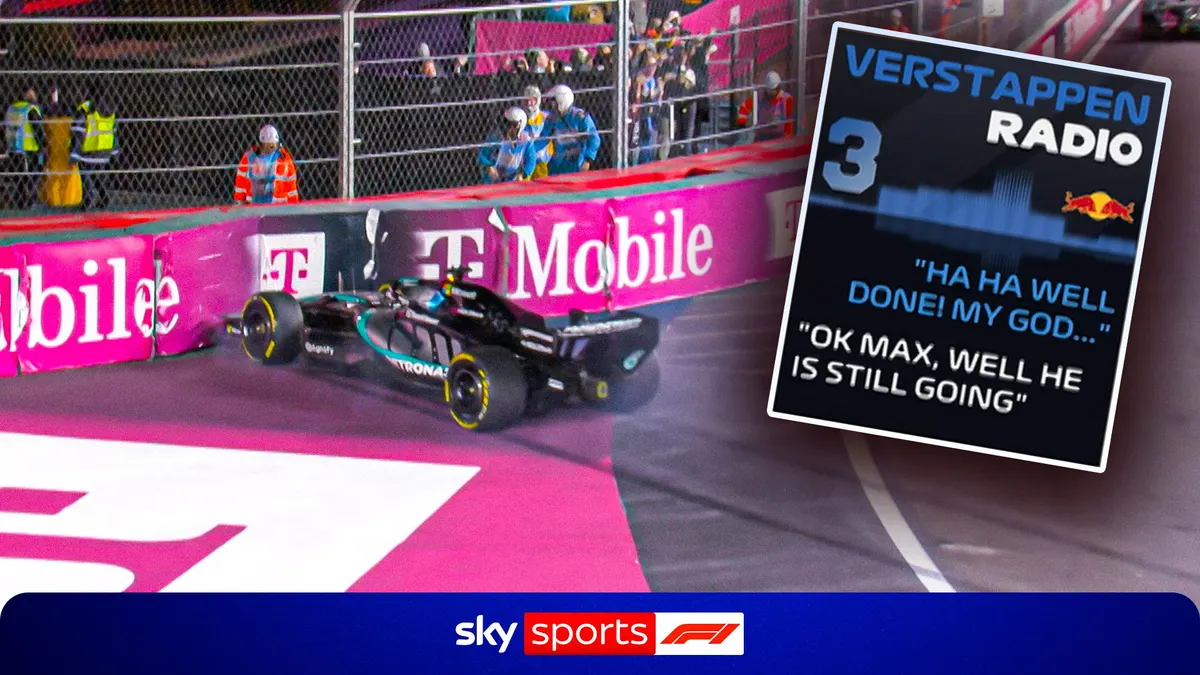 VERSTAPPEN
RADIO
3
"HA HA WELL
DONE! MY GOD..."
"OK MAX, WELL HE
IS STILL GOING"
bile
T
T Mobile
Agnofy
PETRONAS
sky sports F1